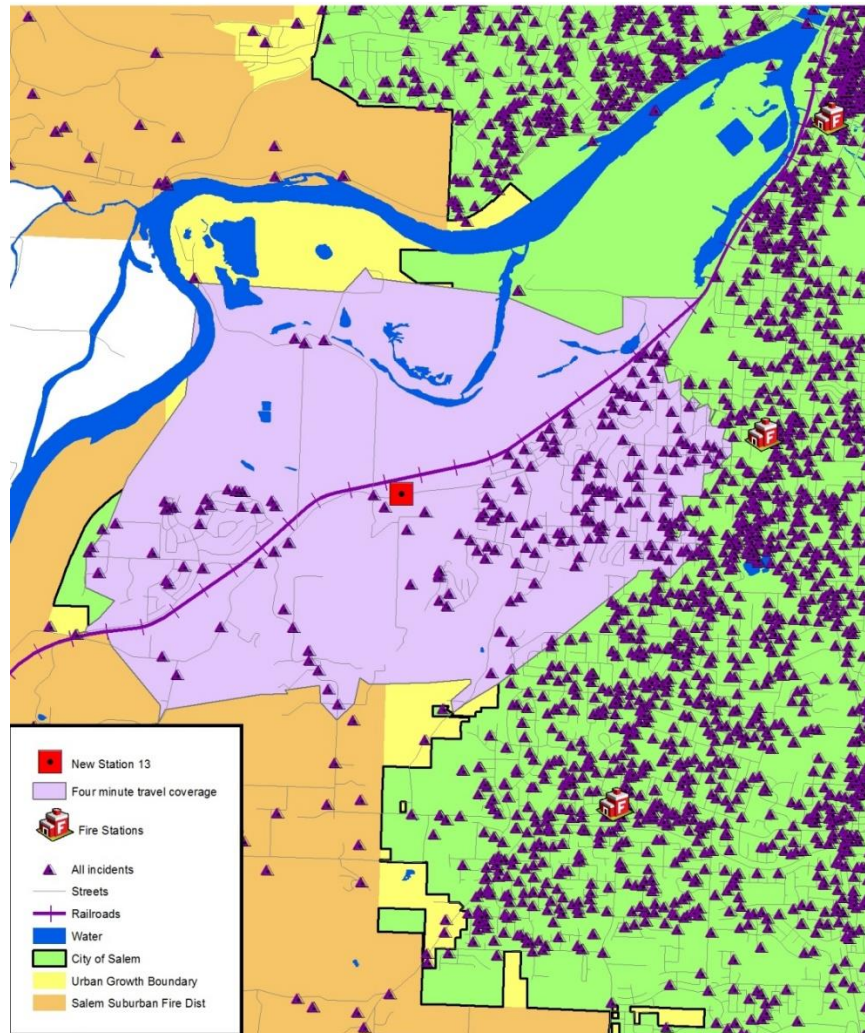 New Station 13
Four minute travel coverage
Fire Stations
All incidents
Streets
Railroads
Water
City of Salem
Urban Growth Boundary
Salem Suburban Fire Dist